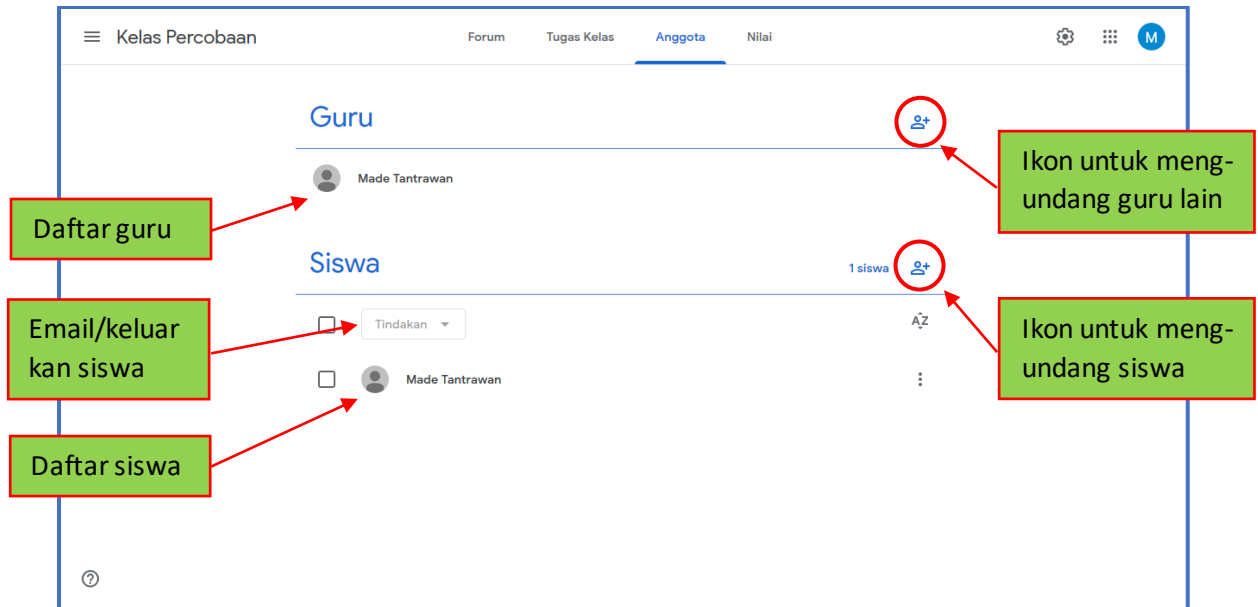 Kelas Percobaan
Forum Tugas Kelas Anggota Nilai
M
Guru
Made Tantrawan
Ikon untuk meng-
undang guru lain
Daftar guru
Siswa
1 siswa
Tindakan
AZ
Email/keluar
kan siswa
Ikon untuk meng-
undang siswa
Made Tantrawan
Daftar siswa